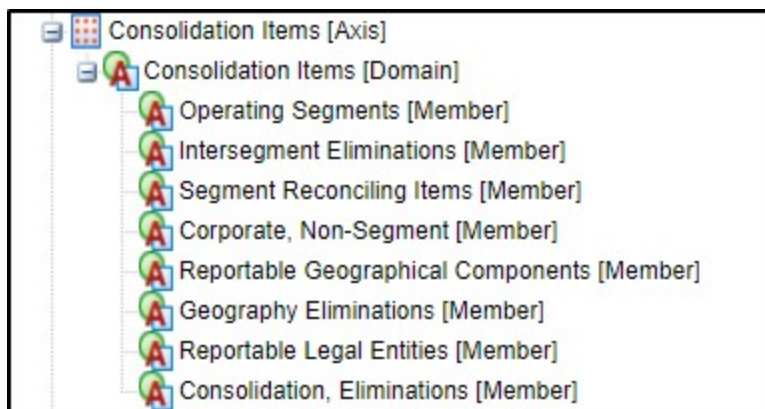 Consolidation Items [Axis]
Consolidation Items [Domain]
Operating Segments [Member]
Intersegment Eliminations [Member]
Segment Reconciling Items [Member]
Corporate, Non-Segment [Member]
Reportable Geographical Components [Member]
Geography Eliminations [Member]
Reportable Legal Entities [Member]
Consolidation, Eliminations [Member]